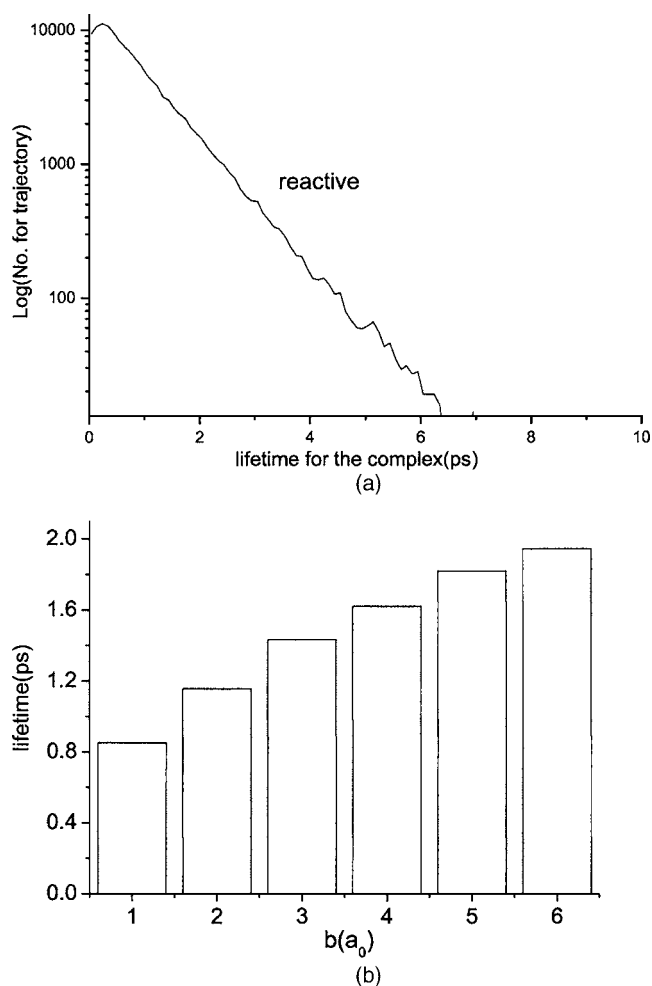 10000
1000
100
Log(No. for trajectory)
reactive
0 2 4 6 8 10
lifetime for the complex(ps)
(a)
2.0
1.6
1.2
0.8
0.4
0.0
lifetime(ps)
1 2 3 4 5 6
b(a₀)
(b)